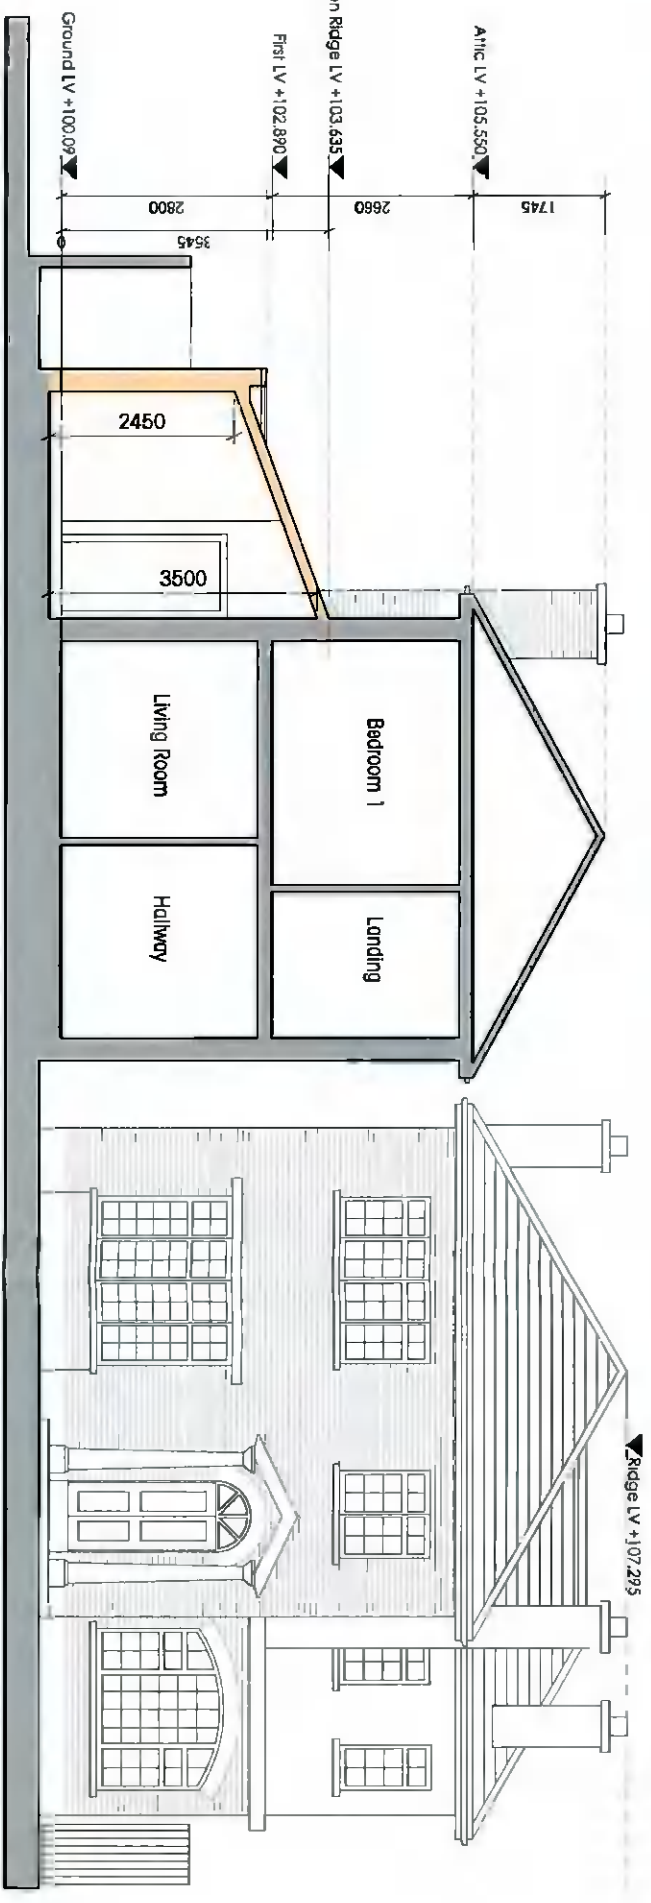 Ground LV +100.09
First LV +102.890
n Ridge LV +103.635
Attic LV +105.550
2800
3545
2660
1745
0
2450
3500
Living Room
Bedroom 1
Hallway
Landing
Ridge LV +107.295